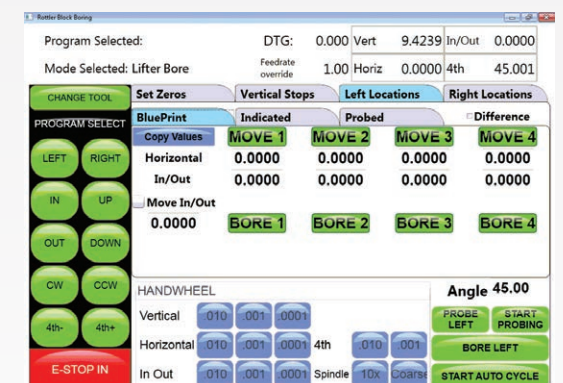 Rottler Block Boring
Program Selected: DTG: 0.000 Vert 9.4239 In/Out 0.0000
Mode Selected: Lifter Bore Feedrate override 1.00 Horiz 0.0000 4th 45.001
CHANGE TOOL Set Zeros Vertical Stops Left Locations Right Locations
PROGRAM SELECT BluePrint Indicated Probed Difference
Copy Values MOVE 1 MOVE 2 MOVE 3 MOVE 4
LEFT RIGHT Horizontal 0.0000 0.0000 0.0000 0.0000
In/Out 0.0000 0.0000 0.0000 0.0000
IN UP Move In/Out
0.0000 BORE 1 BORE 2 BORE 3 BORE 4
OUT DOWN
CW CCW HANDWHEEL Angle 45.00
Vertical .010 .001 .0001 PROBE LEFT START PROBING
4th- 4th+ Horizontal .010 .001 .0001 4th .010 .001 BORE LEFT
E-STOP IN In Out .010 .001 .0001 Spindle 10x Coarse START AUTO CYCLE